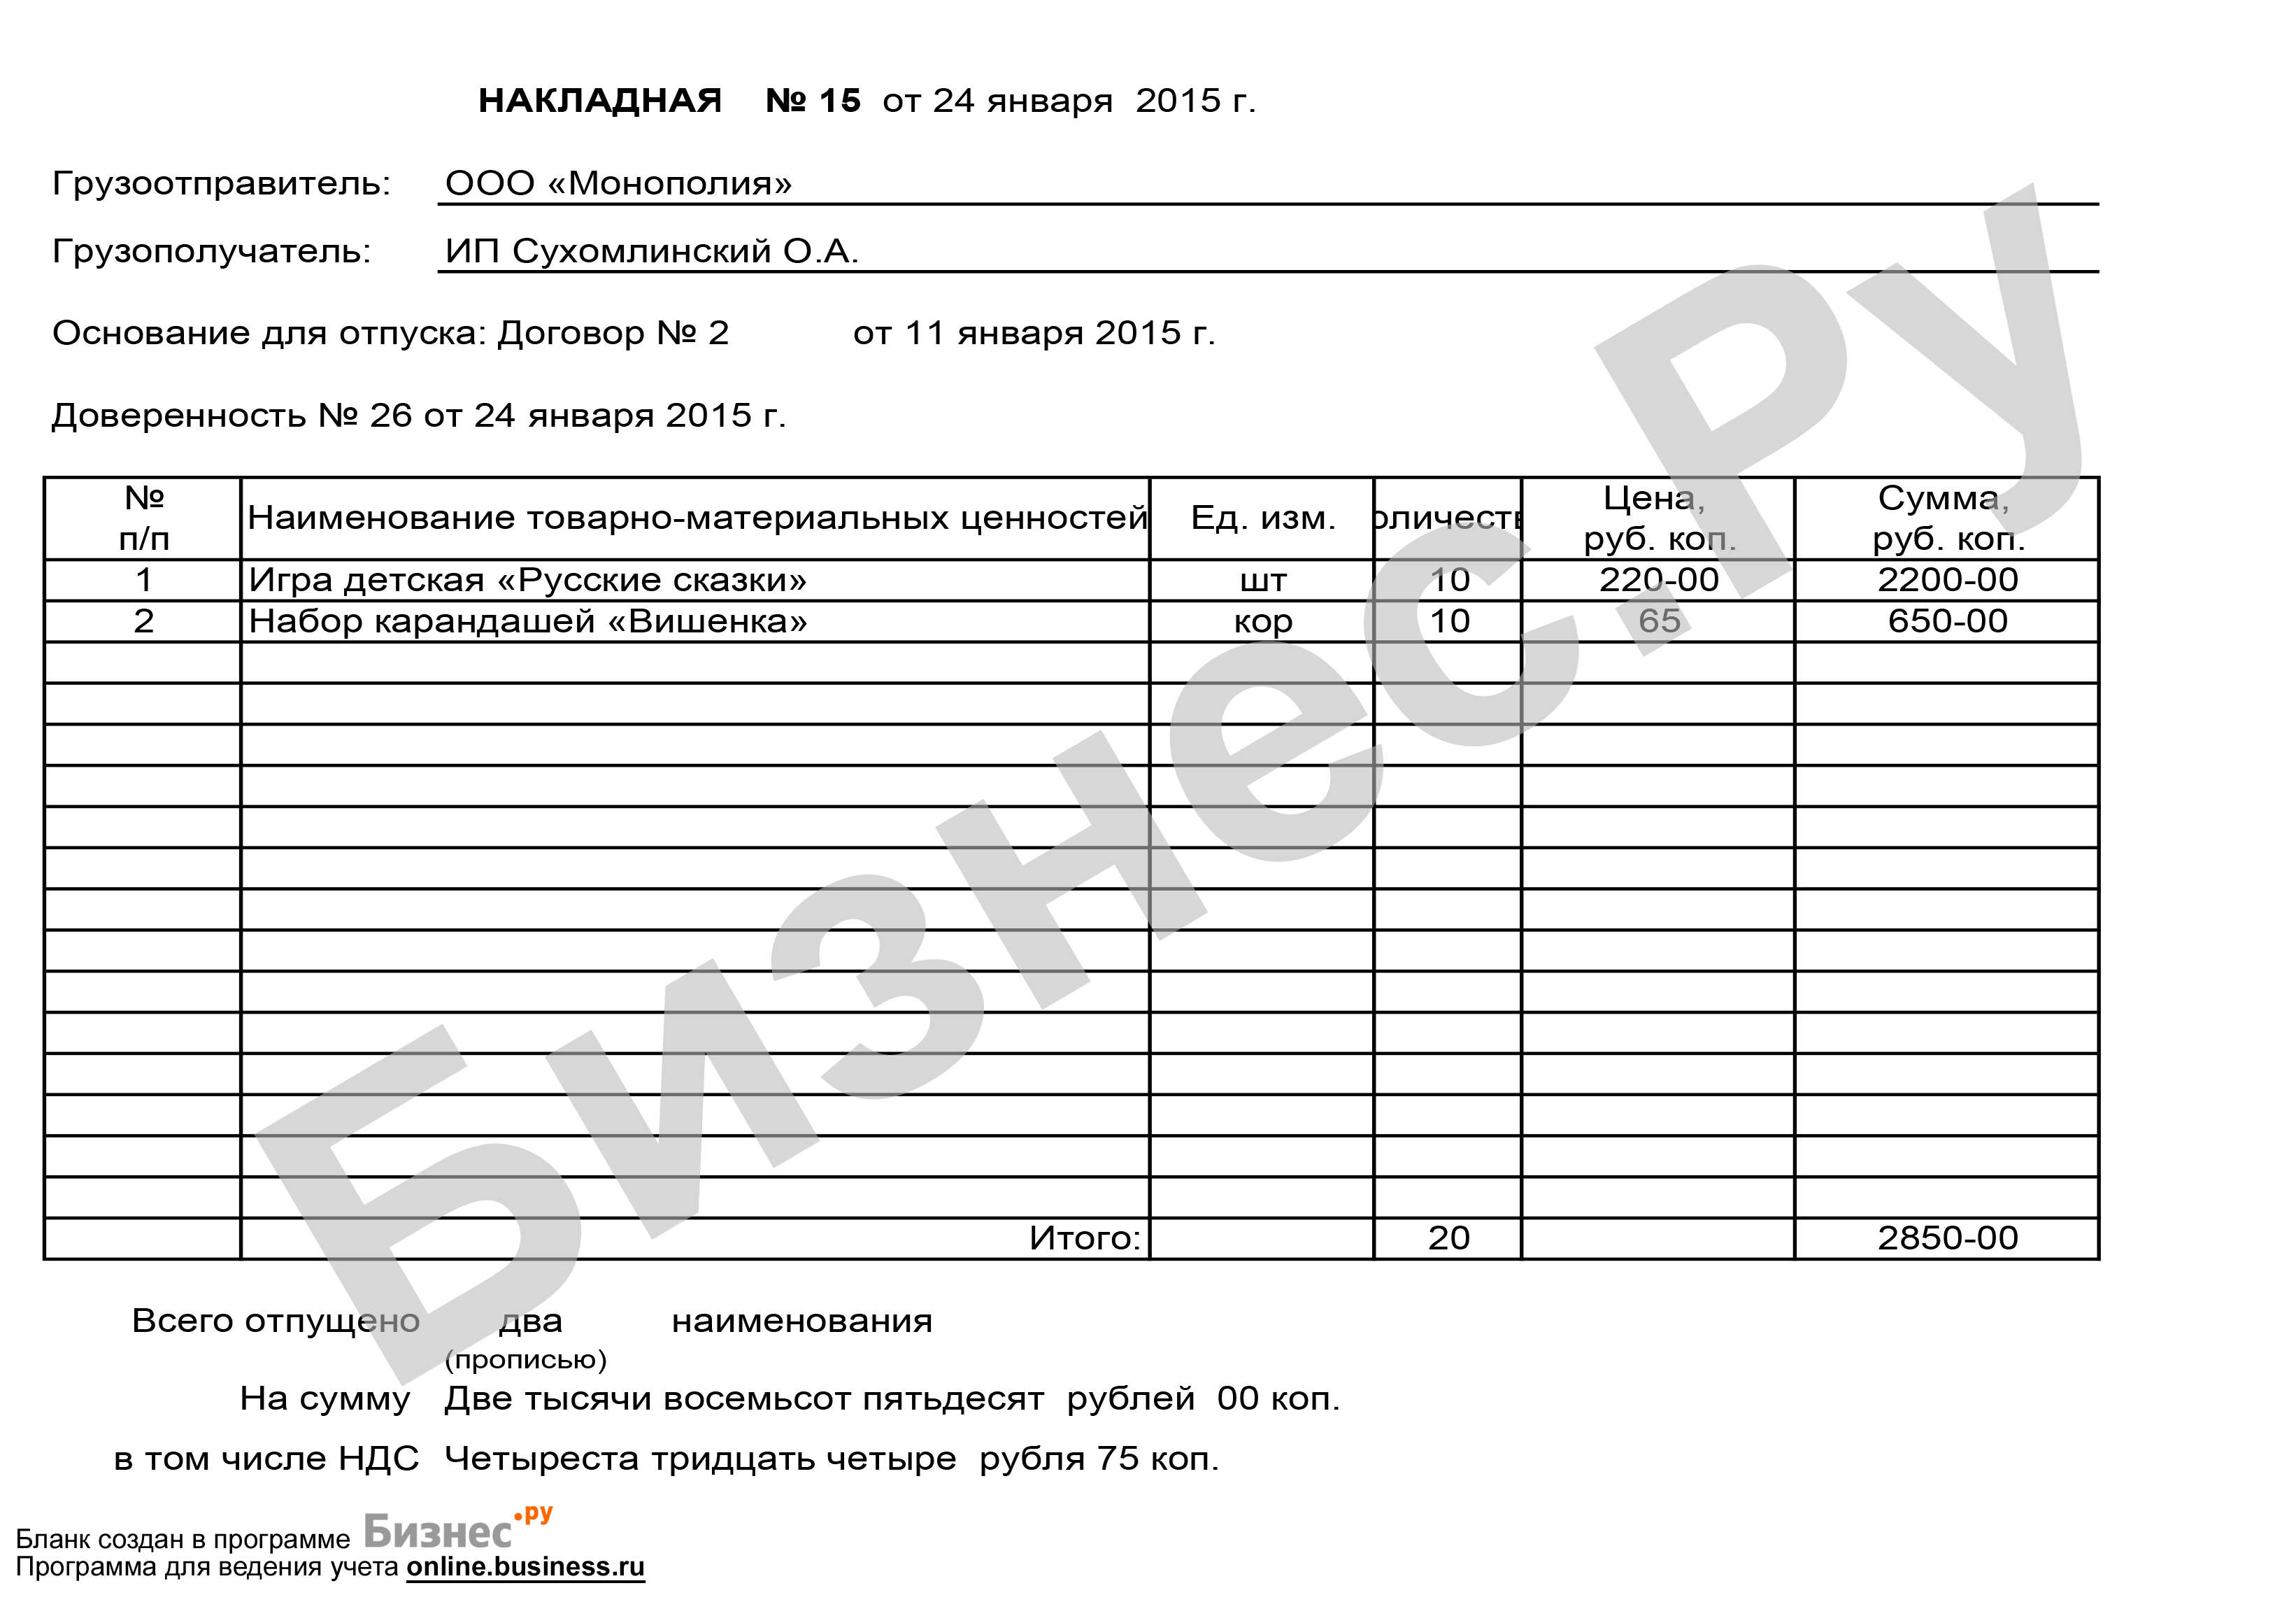 НАКЛАДНАЯ № 15 от 24 января 2015 г.
Грузоотправитель: ООО «Монополия»
Грузополучатель: ИП Сухомлинский О.А.
Основание для отпуска: Договор № 2 от 11 января 2015 г.
Доверенность № 26 от 24 января 2015 г.
№ п/п Наименование товарно-материальных ценностей Ед. изм. оличеств Цена, руб. коп. Сумма, руб. коп.
1 Игра детская «Русские сказки» шт 10 220-00 2200-00
2 Набор карандашей «Вишенка» кор 10 65 650-00
Итого: 20 2850-00
Всего отпущено два наименования
(прописью)
На сумму Две тысячи восемьсот пятьдесят рублей 00 коп.
в том числе НДС Четыреста тридцать четыре рубля 75 коп.
Бланк создан в программе Бизнес.ру
Программа для ведения учета online.business.ru
Бизнес.Ру